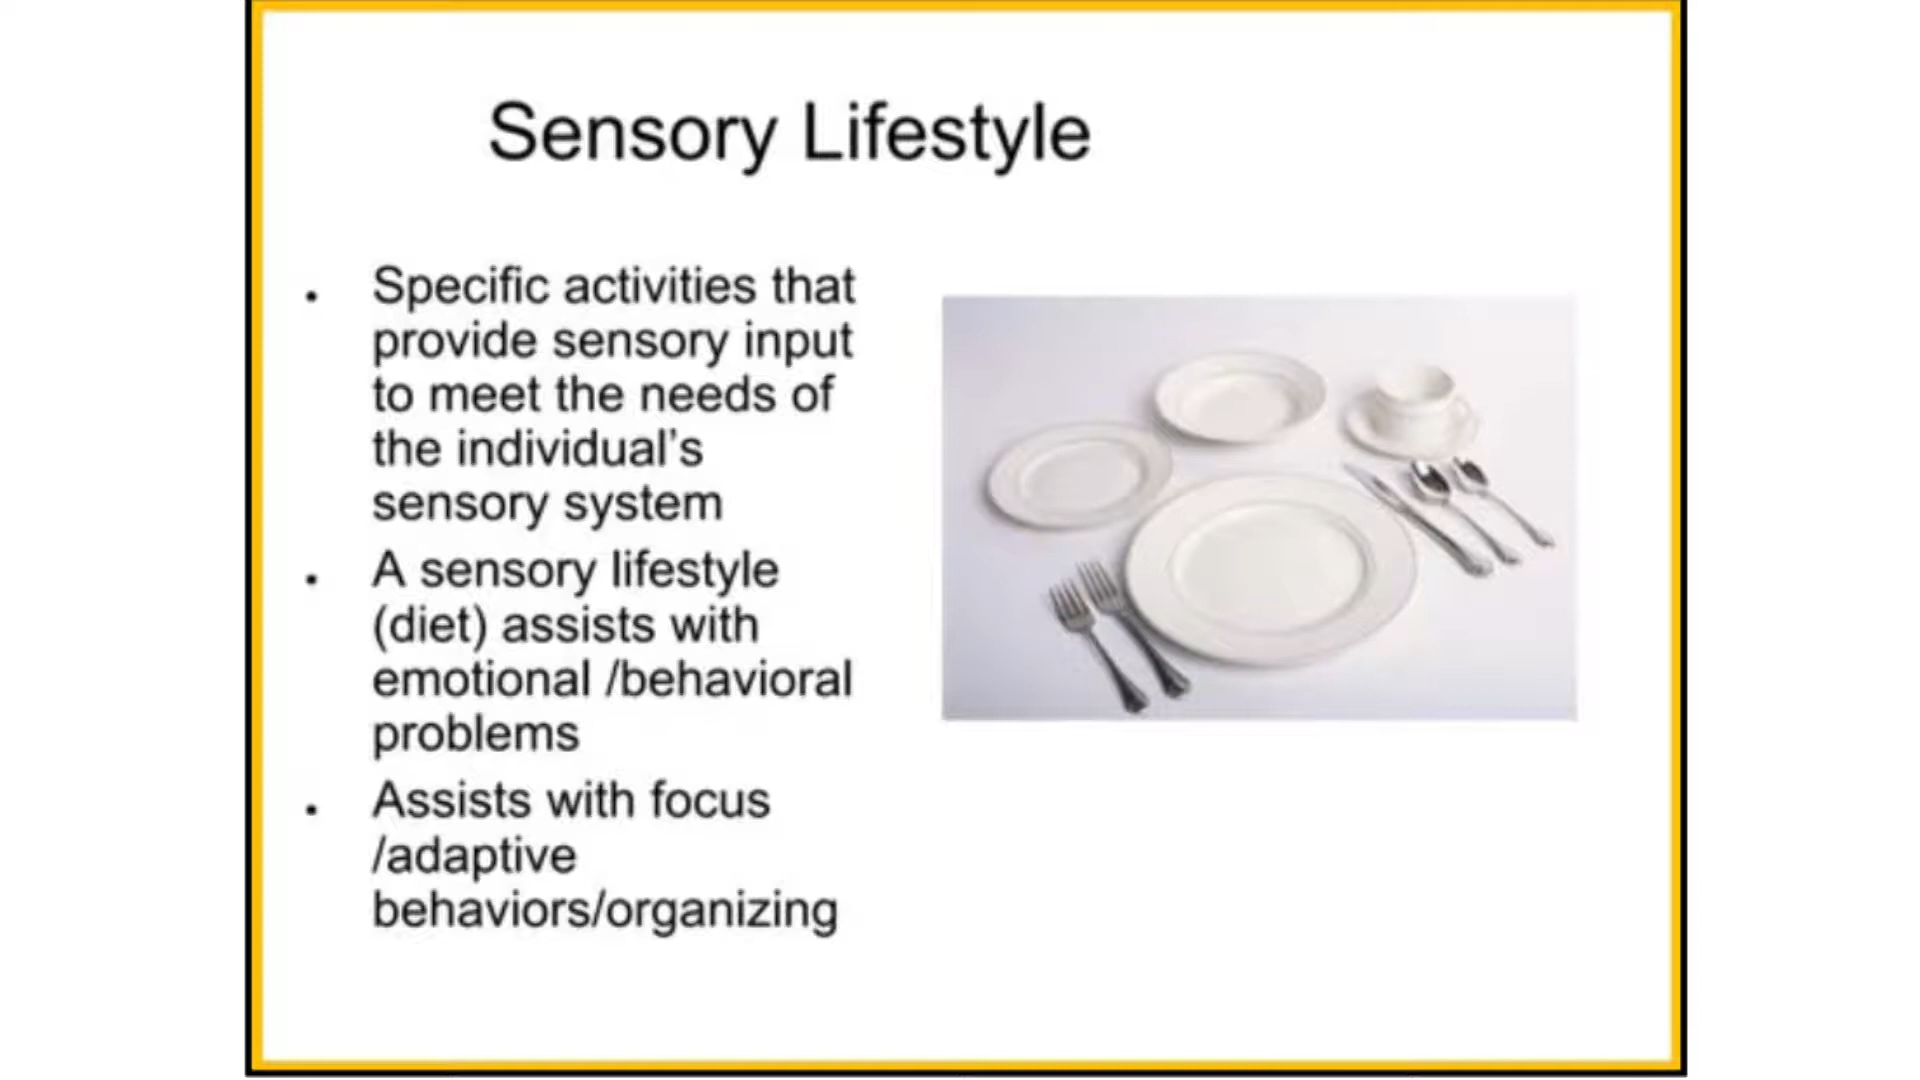 Sensory Lifestyle
. Specific activities that
provide sensory input
to meet the needs of
the individual's
sensory system
. A sensory lifestyle
(diet) assists with
emotional /behavioral
problems
. Assists with focus
/adaptive
behaviors/organizing